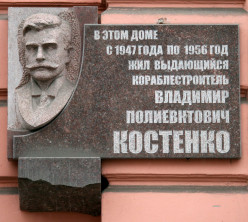 В ЭТОМ ДОМЕ
С 1947 ГОДА ПО 1956 ГОД
ЖИЛ ВЫДАЮЩИЙСЯ
КОРАБЛЕСТРОИТЕЛЬ
ВЛАДИМИР
ПОЛИЕВКТОВИЧ
КОСТЕНКО